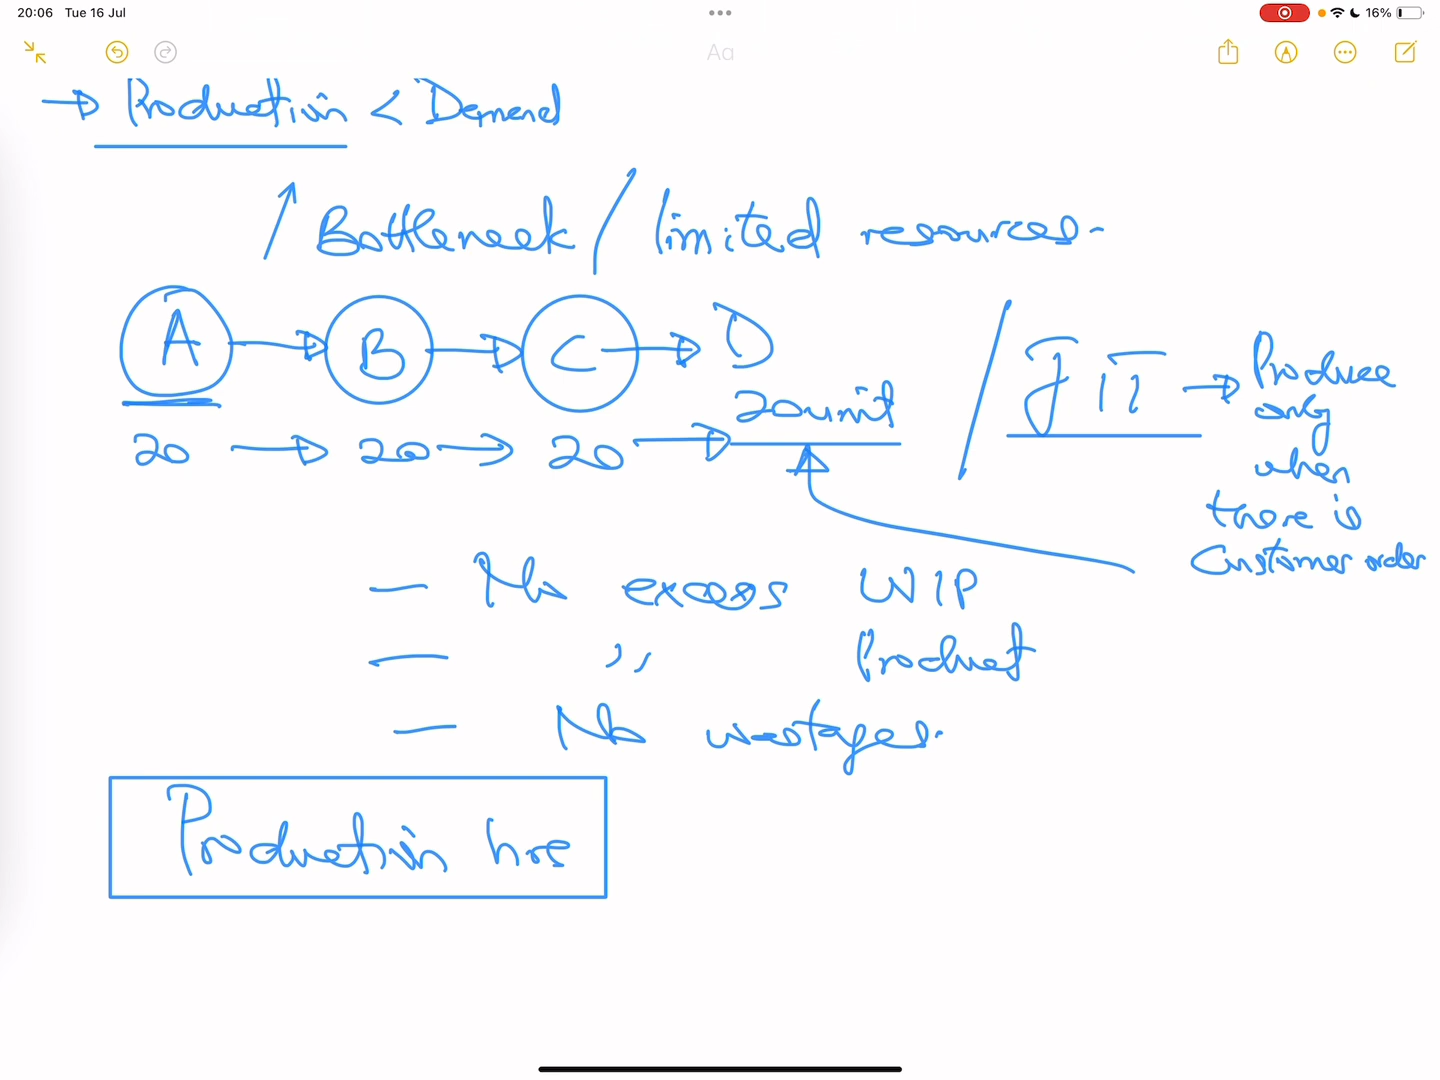 20:06 Tue 16 Jul
16%
Aa
→ Production < Demand
Bottleneck / limited resources.
A → B → C → D
20 → 20 → 20 → 20 unit
/ JIT → Produce
only
when
there is
Customer order
- No excess WIP
- ,, Product
- No wastages.
Production